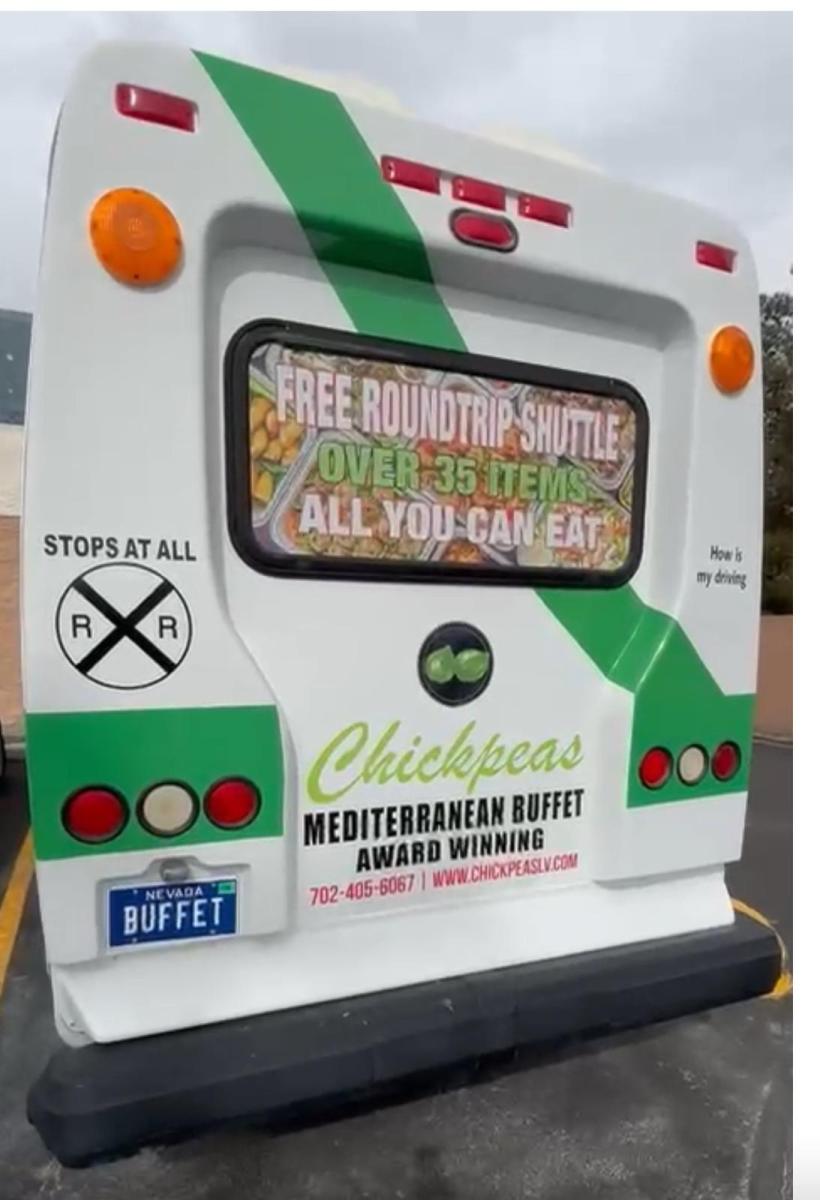 FREE ROUNDTRIP SHUTTLE
OVER 35 ITEMS
ALL YOU CAN EAT
STOPS AT ALL
R R
How is
my driving
Chickpeas
MEDITERRANEAN BUFFET
AWARD WINNING
702-405-6067 | WWW.CHICKPEASLV.COM
NEVADA
BUFFET